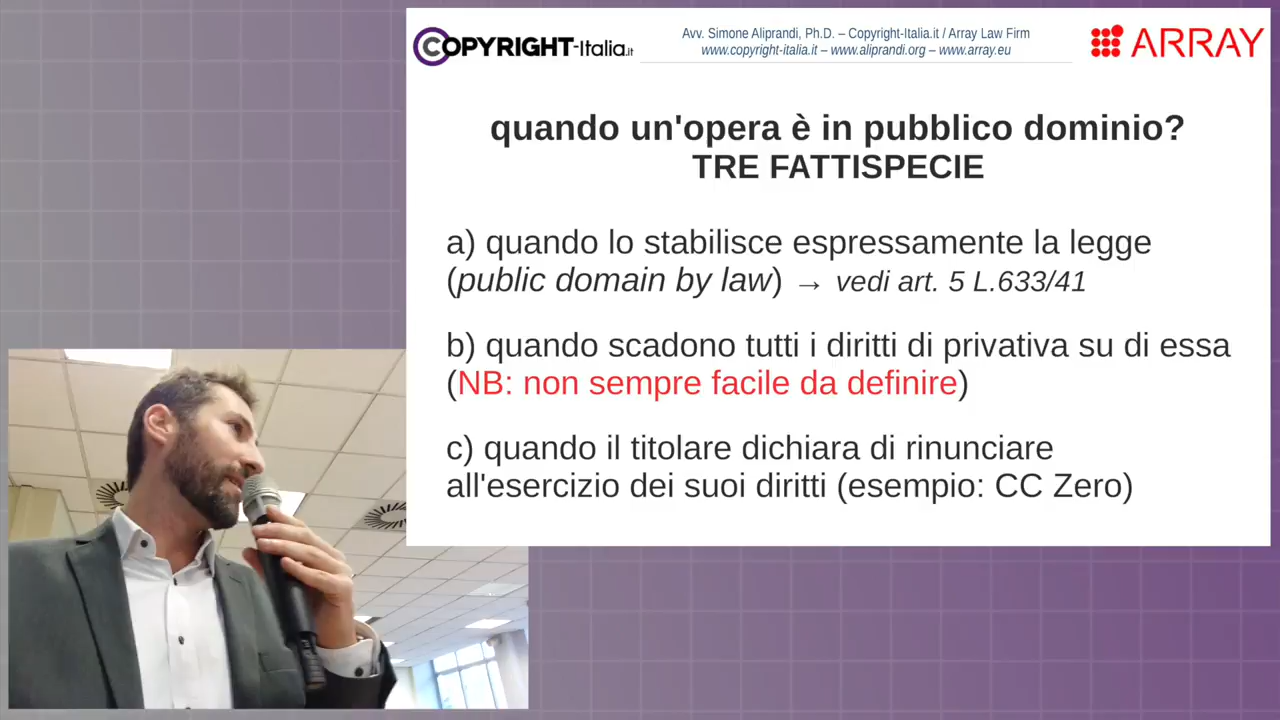 COPYRIGHT-Italia.it
Avv. Simone Aliprandi, Ph.D. – Copyright-Italia.it / Array Law Firm
www.copyright-italia.it – www.aliprandi.org – www.array.eu
ARRAY
quando un'opera è in pubblico dominio?
TRE FATTISPECIE
a) quando lo stabilisce espressamente la legge
(public domain by law) → vedi art. 5 L.633/41
b) quando scadono tutti i diritti di privativa su di essa
(NB: non sempre facile da definire)
c) quando il titolare dichiara di rinunciare
all'esercizio dei suoi diritti (esempio: CC Zero)